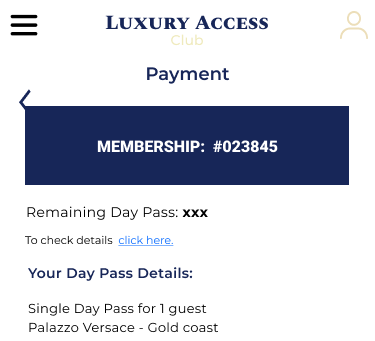 LUXURY ACCESS
Club
Payment
MEMBERSHIP: #023845
Remaining Day Pass: xxx
To check details click here.
Your Day Pass Details:
Single Day Pass for 1 guest
Palazzo Versace - Gold coast